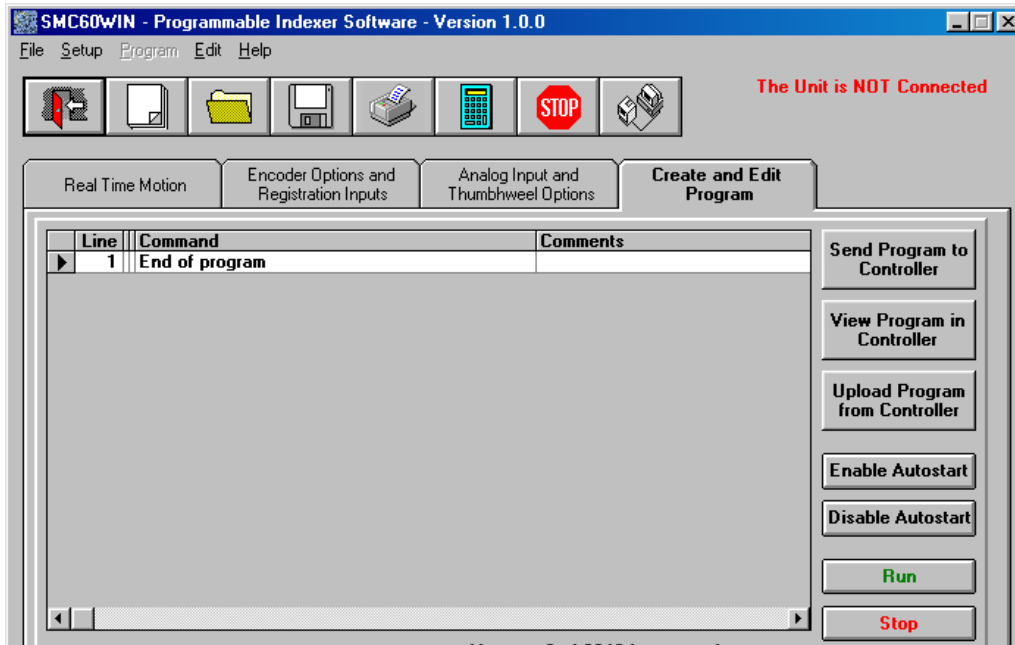 SMC60WIN - Programmable Indexer Software - Version 1.0.0
File Setup Program Edit Help
STOP
The Unit is NOT Connected
Real Time Motion
Encoder Options and
Registration Inputs
Analog Input and
Thumbhweel Options
Create and Edit
Program
Line Command Comments
1 End of program
Send Program to
Controller
View Program in
Controller
Upload Program
from Controller
Enable Autostart
Disable Autostart
Run
Stop